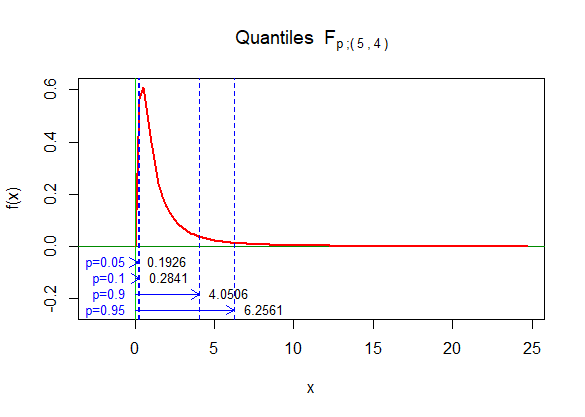 Quantiles F p ;( 5 , 4 )
f(x)
0.6
0.4
0.2
0.0
-0.2
p=0.05 0.1926
p=0.1 0.2841
p=0.9 4.0506
p=0.95 6.2561
0 5 10 15 20 25
x